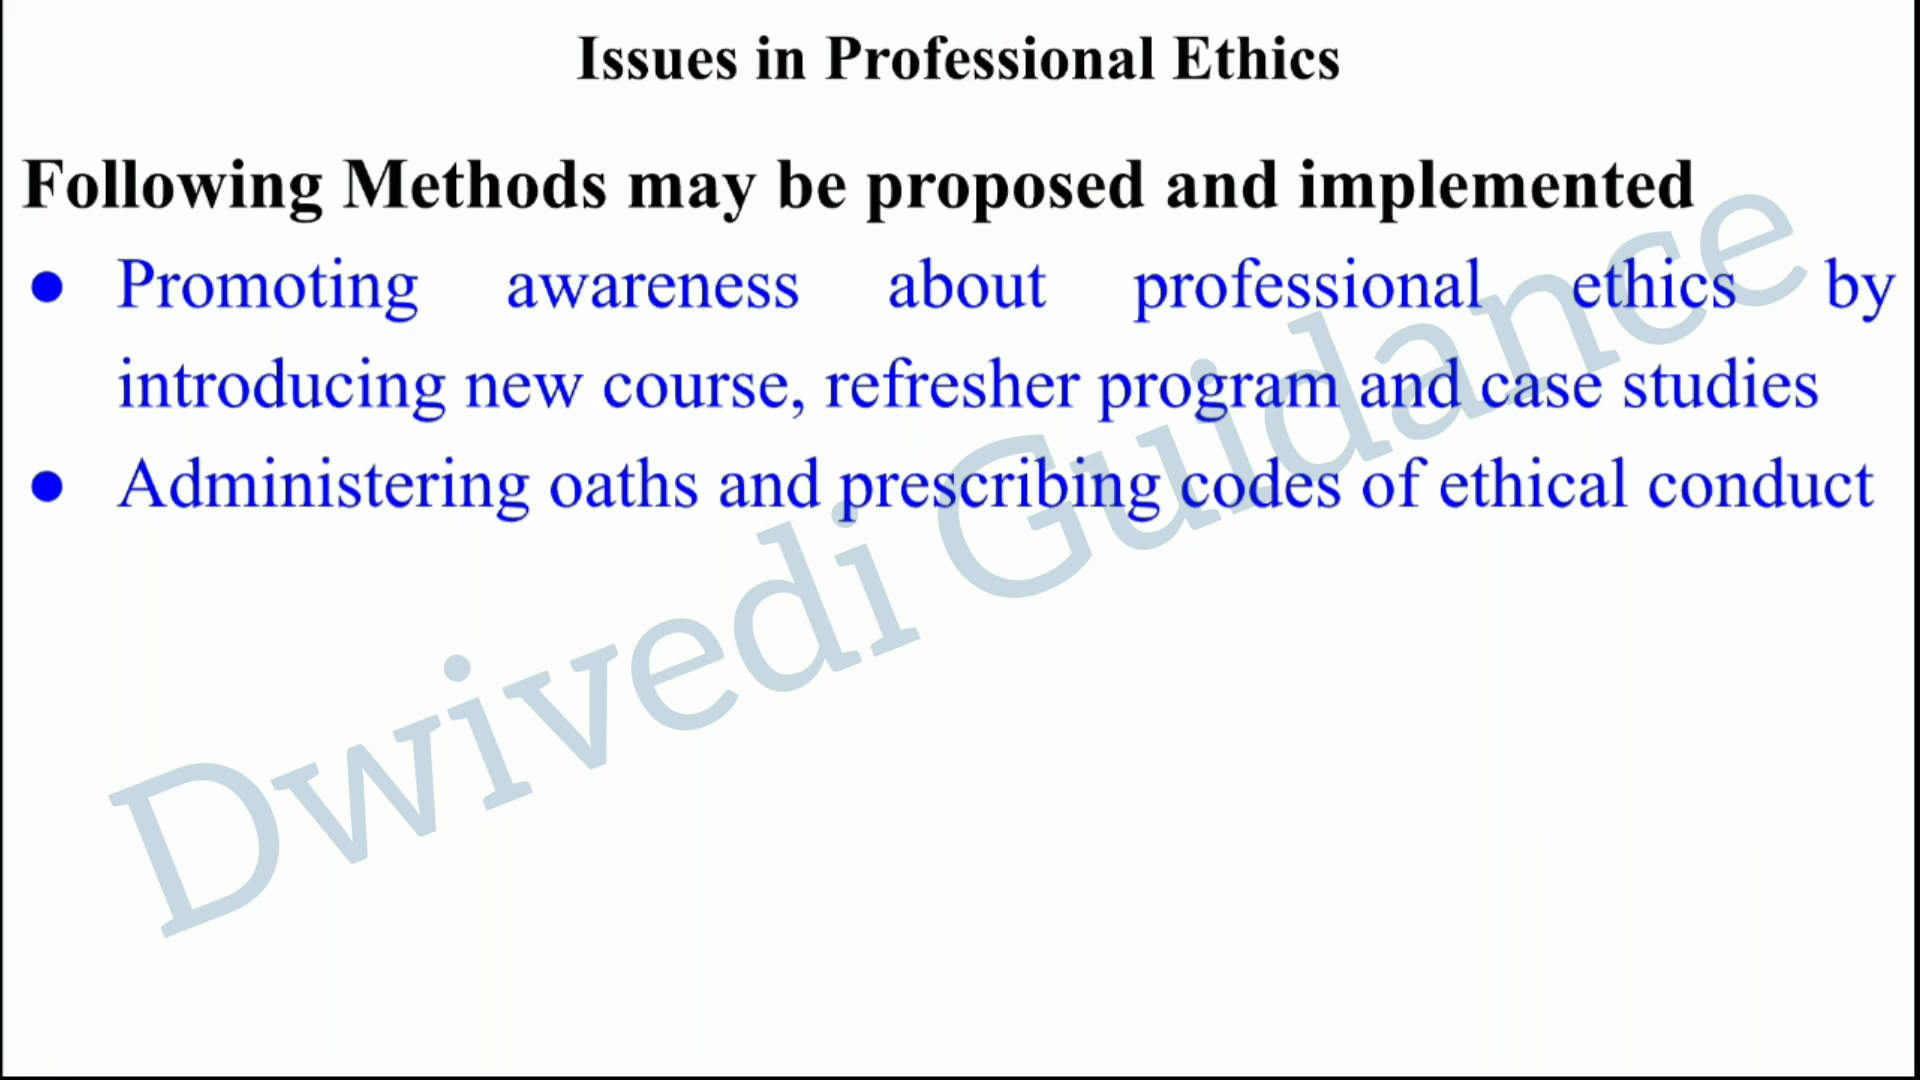 Issues in Professional Ethics
Following Methods may be proposed and implemented
● Promoting awareness about professional ethics by
introducing new course, refresher program and case studies
● Administering oaths and prescribing codes of ethical conduct
Dwivedi Guidance